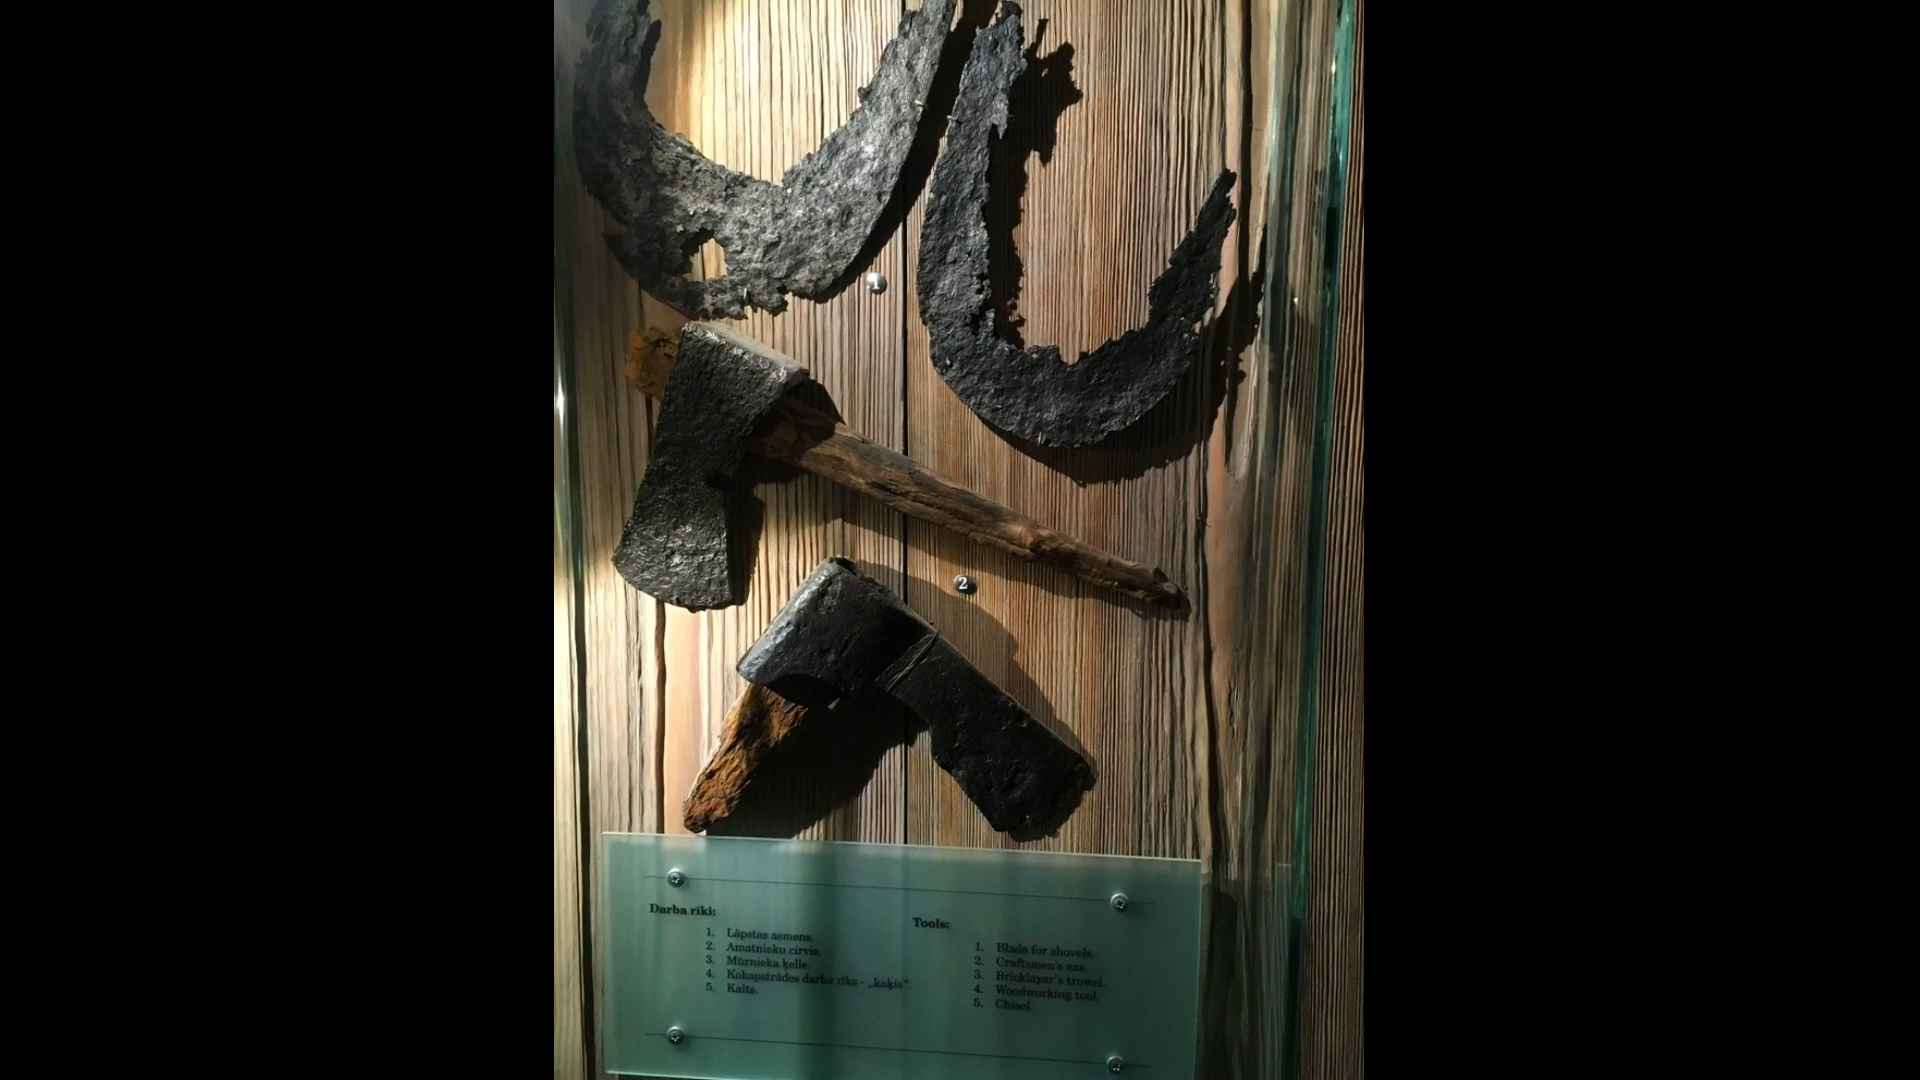 1
2
Darba rīki:
1. Lāpstas asmens.
2. Amatnieku cirvis.
3. Mūrnieka ķelle.
4. Kokapstrādes darba rīks - „kaķis”.
5. Kalts.
Tools:
1. Blade for shovels.
2. Craftsmen's axe.
3. Bricklayer's trowel.
4. Woodworking tool.
5. Chisel.